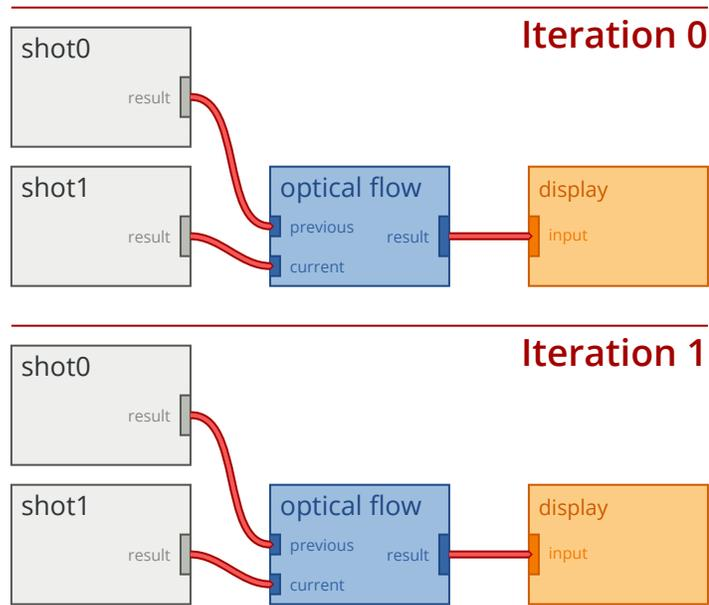 Iteration 0
shot0
result
shot1
result
optical flow
previous
result
current
display
input
Iteration 1
shot0
result
shot1
result
optical flow
previous
result
current
display
input